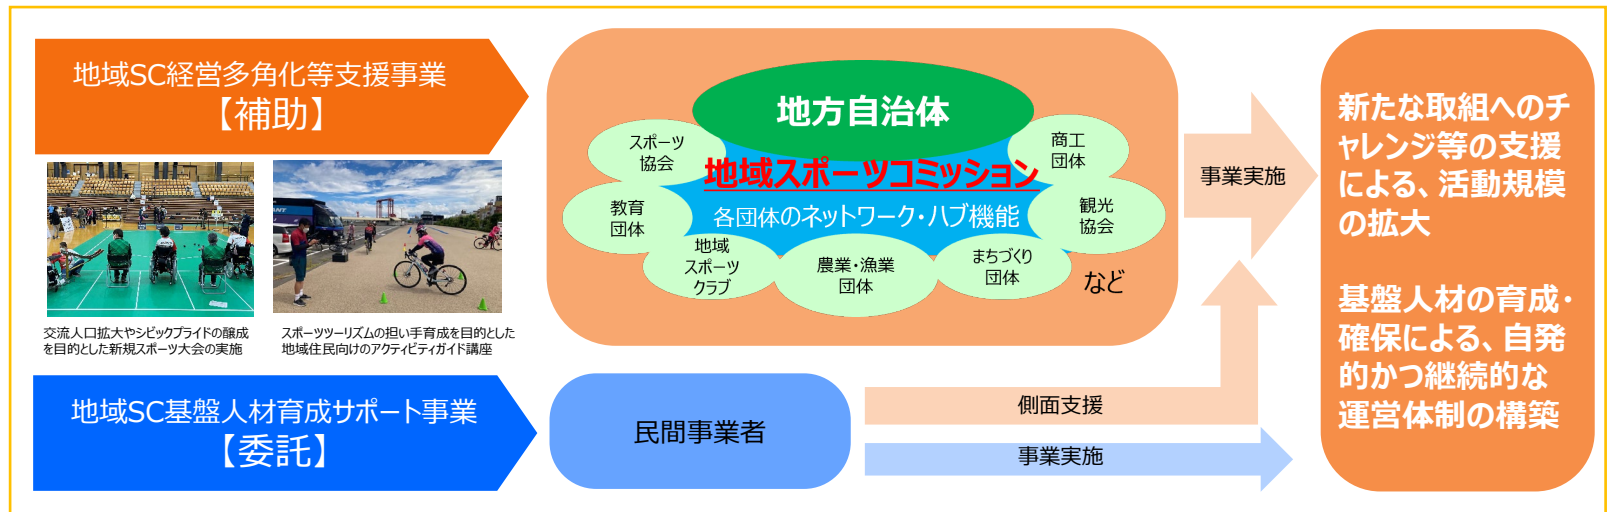 地域SC経営多角化等支援事業
【補助】
交流人口拡大やシビックプライドの醸成
を目的とした新規スポーツ大会の実施
スポーツツーリズムの担い手育成を目的とした
地域住民向けのアクティビティガイド講座
地域SC基盤人材育成サポート事業
【委託】
地方自治体
地域スポーツコミッション
各団体のネットワーク・ハブ機能
スポーツ
協会
教育
団体
地域
スポーツ
クラブ
農業・漁業
団体
まちづくり
団体
観光
協会
商工
団体
など
民間事業者
事業実施
側面支援
事業実施
新たな取組へのチ
ャレンジ等の支援
による、活動規模
の拡大
基盤人材の育成・
確保による、自発
的かつ継続的な
運営体制の構築